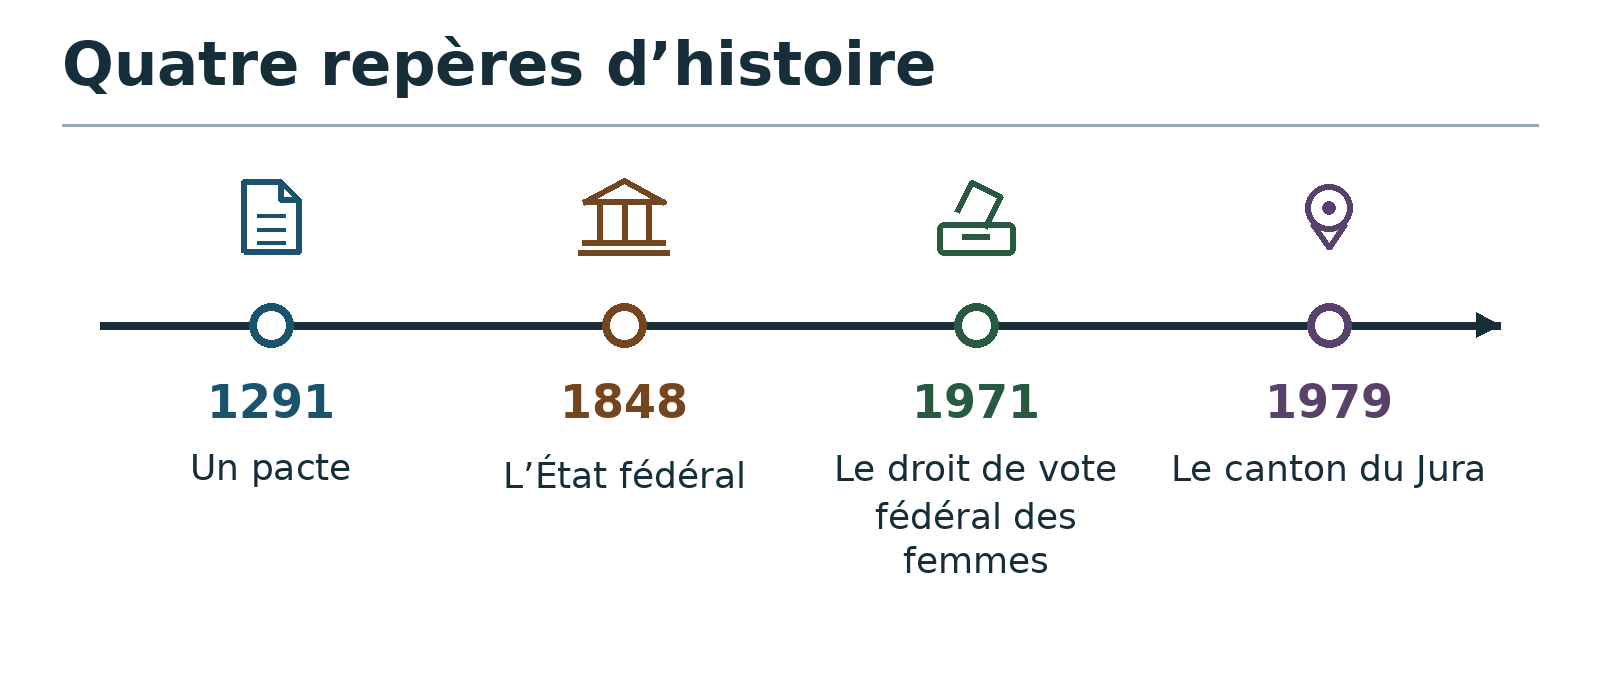 Quatre repères d’histoire
1291
Un pacte
1848
L’État fédéral
1971
Le droit de vote
fédéral des
femmes
1979
Le canton du Jura